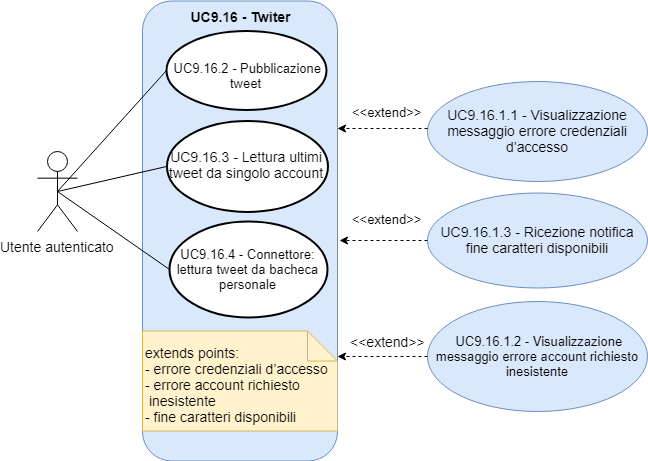 UC9.16 - Twiter
UC9.16.2 - Pubblicazione
tweet
UC9.16.3 - Lettura ultimi
tweet da singolo account
UC9.16.4 - Connettore:
lettura tweet da bacheca
personale
Utente autenticato
extends points:
- errore credenziali d'accesso
- errore account richiesto
inesistente
- fine caratteri disponibili
<<extend>>
UC9.16.1.1 - Visualizzazione
messaggio errore credenziali
d'accesso
<<extend>>
UC9.16.1.3 - Ricezione notifica
fine caratteri disponibili
<<extend>>
UC9.16.1.2 - Visualizzazione
messaggio errore account richiesto
inesistente